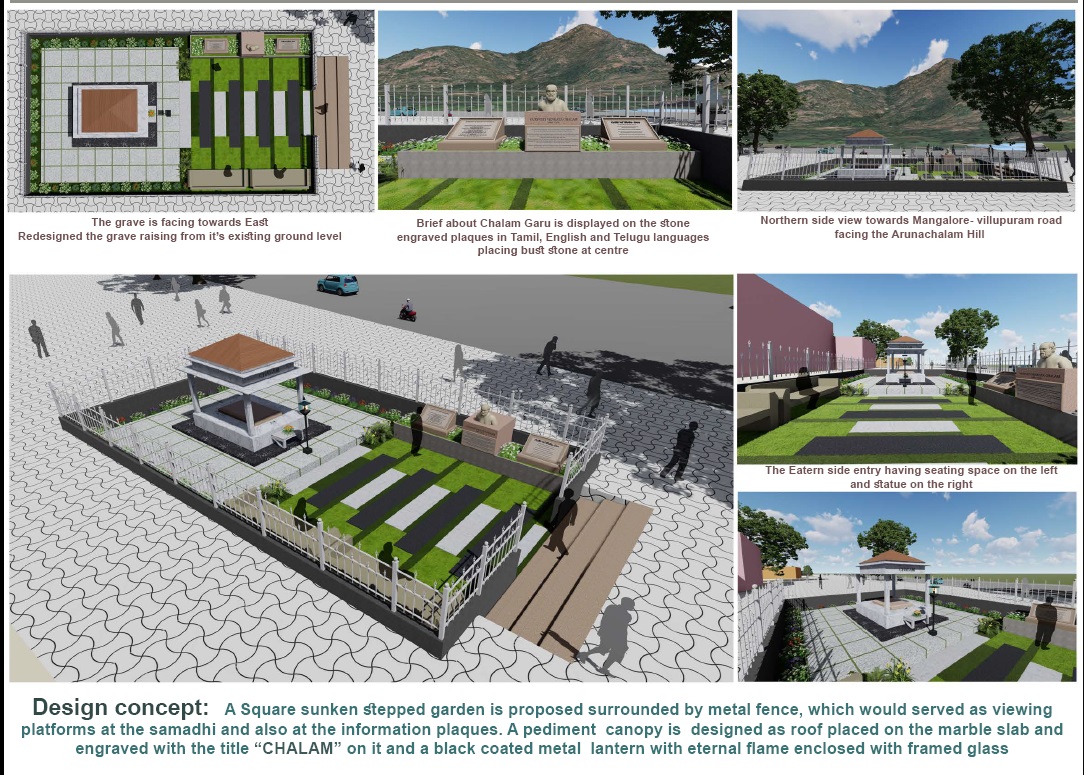 The grave is facing towards East
Redesigned the grave raising from it's existing ground level
Brief about Chalam Garu is displayed on the stone
engraved plaques in Tamil, English and Telugu languages
placing bust stone at centre
Northern side view towards Mangalore- villupuram road
facing the Arunachalam Hill
The Eatern side entry having seating space on the left
and statue on the right
Design concept: A Square sunken stepped garden is proposed surrounded by metal fence, which would served as viewing
platforms at the samadhi and also at the information plaques. A pediment canopy is designed as roof placed on the marble slab and
engraved with the title “CHALAM” on it and a black coated metal lantern with eternal flame enclosed with framed glass